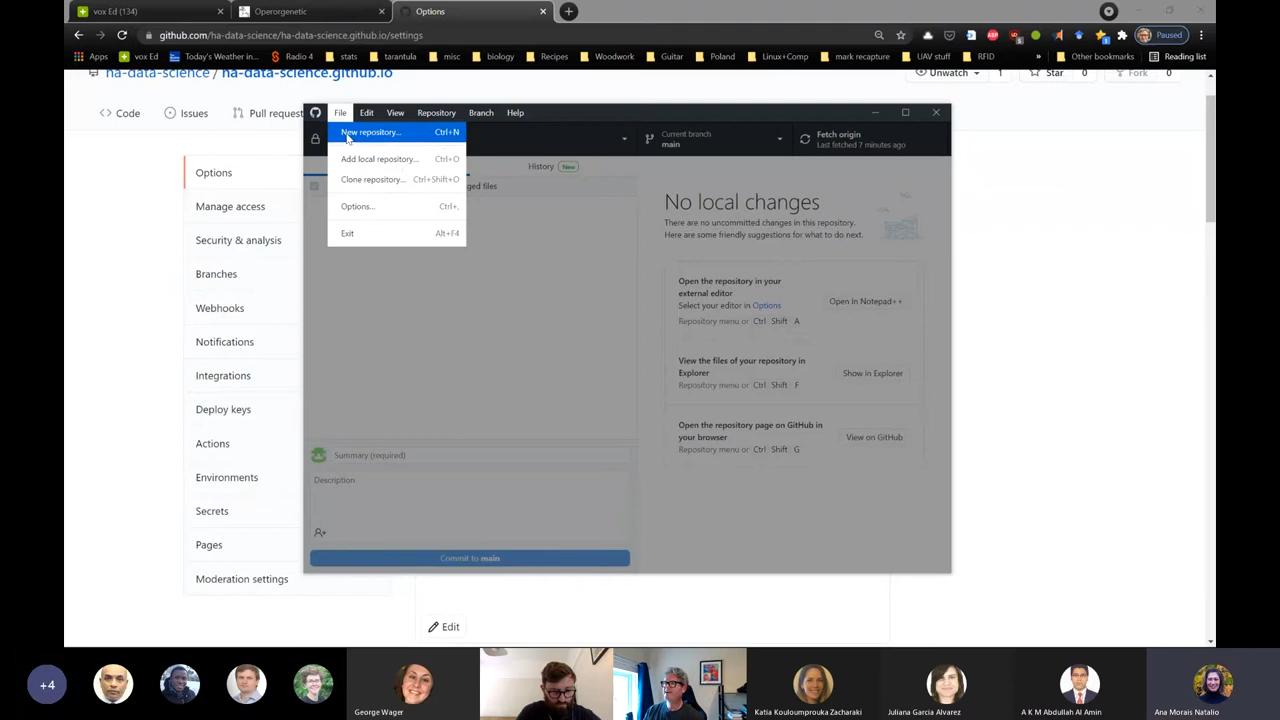 vox Ed (134)
Operorgenetic
Options
github.com/ha-data-science/ha-data-science.github.io/settings
Paused
Apps
vox Ed
Today's Weather in...
Radio 4
stats
tarantula
misc
biology
Recipes
Woodwork
Guitar
Poland
Linux+Comp
mark recapture
UAV stuff
RFID
»
Other bookmarks
Reading list
ha-data-science / ha-data-science.github.io
Unwatch
1
Star
0
Fork
0
Code
Issues
Pull request
Options
Manage access
Security & analysis
Branches
Webhooks
Notifications
Integrations
Deploy keys
Actions
Environments
Secrets
Pages
Moderation settings
File
Edit
View
Repository
Branch
Help
New repository... Ctrl+N
Add local repository... Ctrl+O
Clone repository... Ctrl+Shift+O
Options... Ctrl+,
Exit Alt+F4
Current branch
main
Fetch origin
Last fetched 7 minutes ago
History New
ged files
No local changes
There are no uncommitted changes in this repository.
Here are some friendly suggestions for what to do next.
Open the repository in your
external editor
Select your editor in Options
Repository menu or Ctrl Shift A
Open in Notepad++
View the files of your repository in
Explorer
Repository menu or Ctrl Shift F
Show in Explorer
Open the repository page on GitHub in
your browser
Repository menu or Ctrl Shift G
View on GitHub
Summary (required)
Description
Commit to main
Edit
+4
George Wager
Katia Kouloumprouka Zacharaki
Juliana Garcia Alvarez
A K M Abdullah Al Amin
Ana Morais Natalio